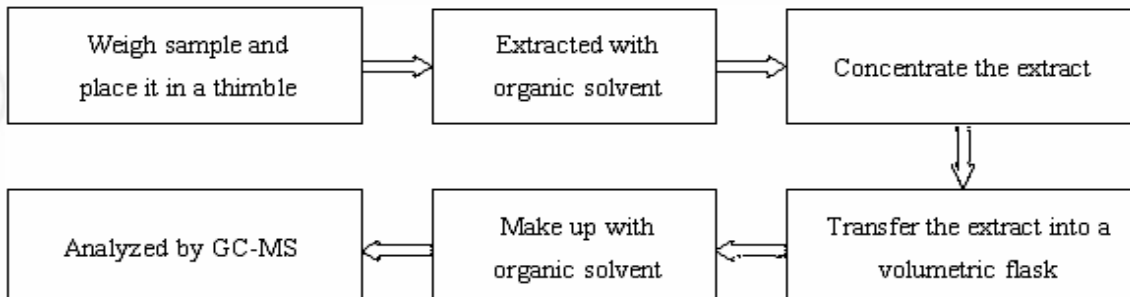 Weigh sample and
place it in a thimble
Extracted with
organic solvent
Concentrate the extract
Transfer the extract into a
volumetric flask
Make up with
organic solvent
Analyzed by GC-MS